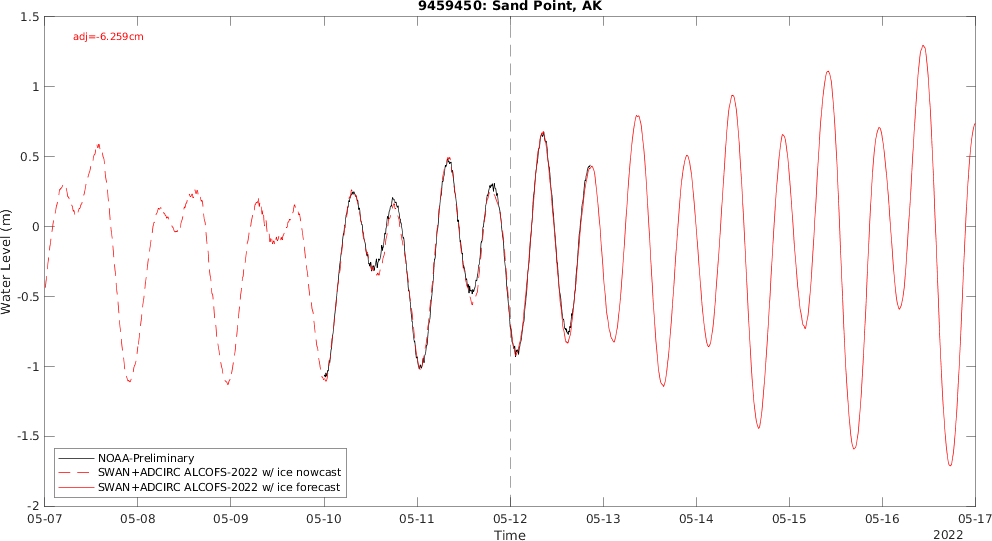 9459450: Sand Point, AK
adj=-6.259cm
1.5
1
0.5
0
-0.5
-1
-1.5
-2
Water Level (m)
NOAA-Preliminary
SWAN+ADCIRC ALCOFS-2022 w/ ice nowcast
SWAN+ADCIRC ALCOFS-2022 w/ ice forecast
05-07 05-08 05-09 05-10 05-11 05-12 05-13 05-14 05-15 05-16 05-17
Time
2022